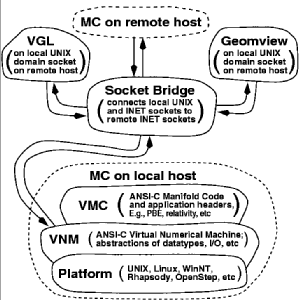 MC on remote host
VGL
(on local UNIX
domain socket
on remote host)
Geomview
(on local UNIX
domain socket
on remote host)
Socket Bridge
(connects local UNIX
and INET sockets to
remote INET sockets)
MC on local host
VMC
(ANSI-C Manifold Code
and application headers,
E.g., PBE, relativity, etc)
VNM
(ANSI-C Virtual Numerical Machine;
abstractions of datatypes, I/O, etc)
Platform
(UNIX, Linux, WinNT,
Rhapsody, OpenStep, etc)